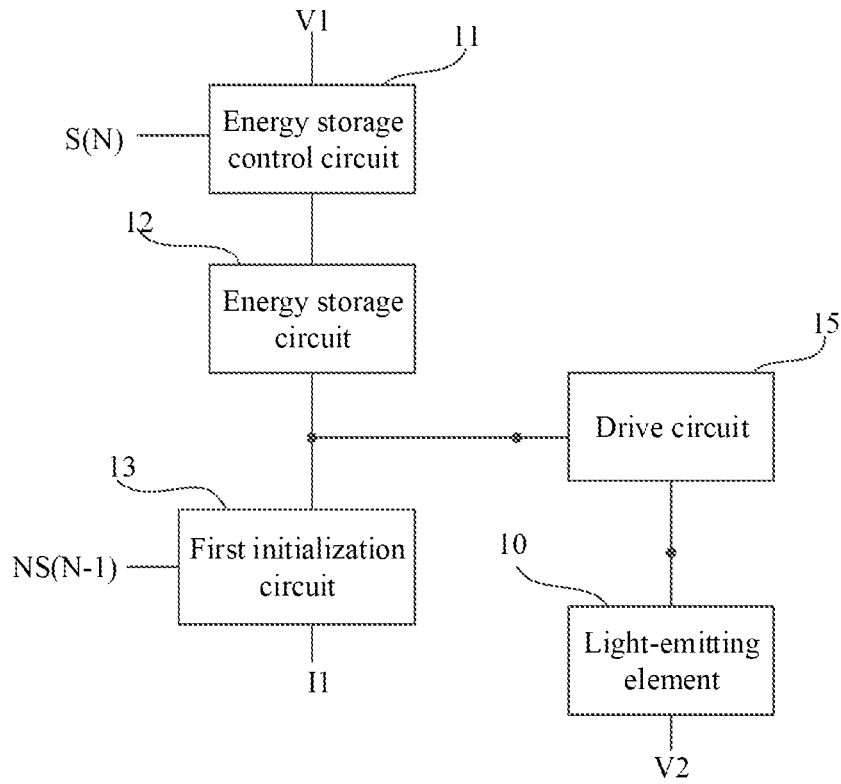 V1
11
S(N)
Energy storage
control circuit
12
Energy storage
circuit
15
Drive circuit
13
NS(N-1)
First initialization
circuit
10
Light-emitting
element
I1
V2